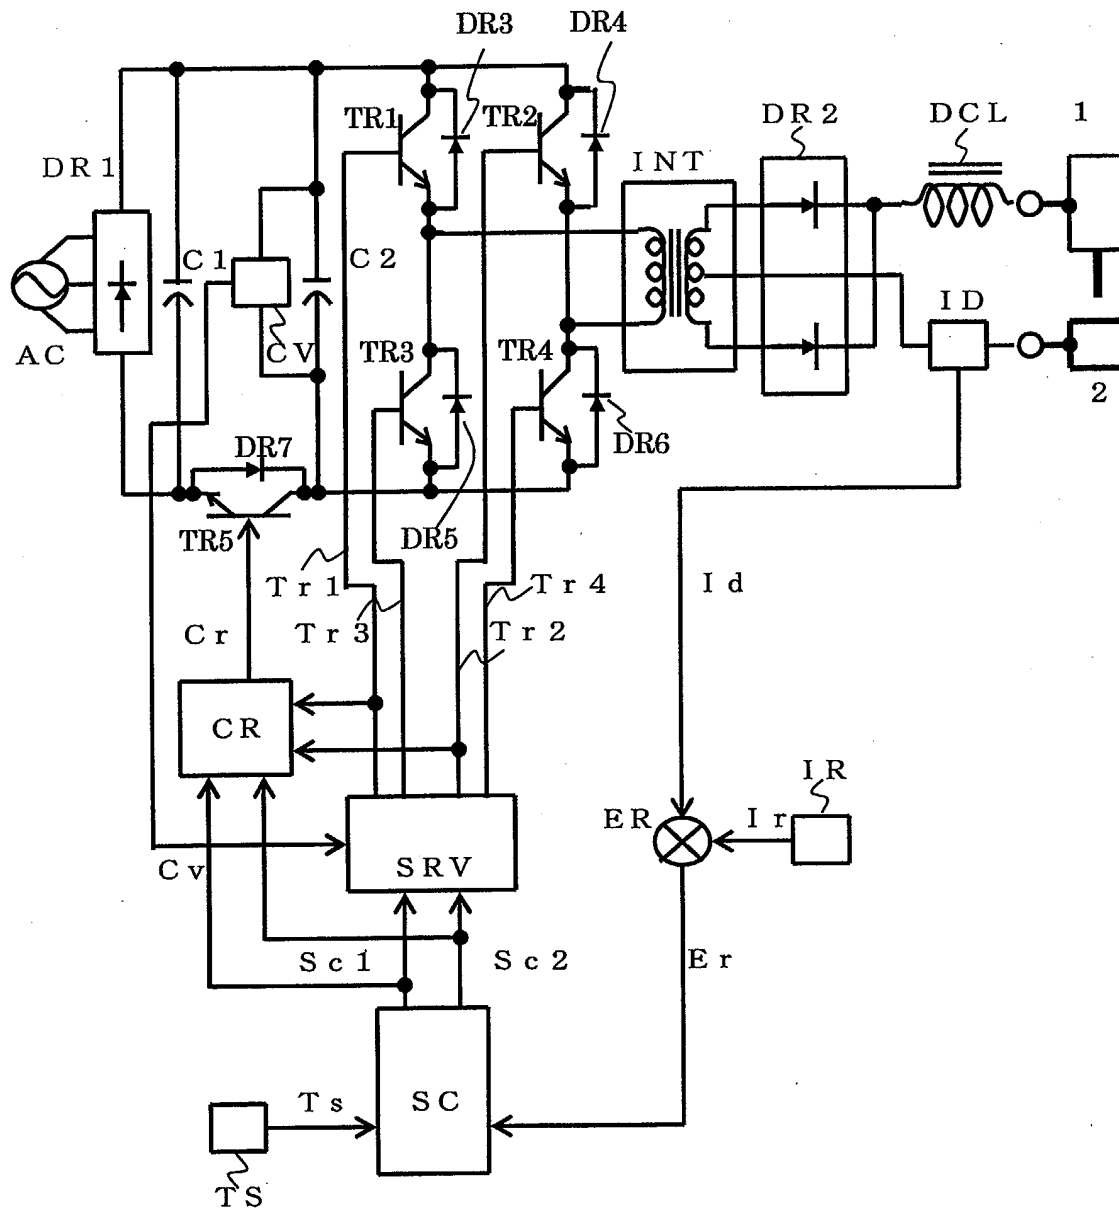 DR3
DR4
TR1
TR2
DR2
DCL
1
DR1
INT
C1
C2
ID
AC
CV
TR3
TR4
2
DR7
DR6
TR5
DR5
Tr1
Tr4
Id
Tr3
Tr2
Cr
CR
IR
ER
Ir
Cv
SRV
Sc1
Sc2
Er
Ts
SC
TS